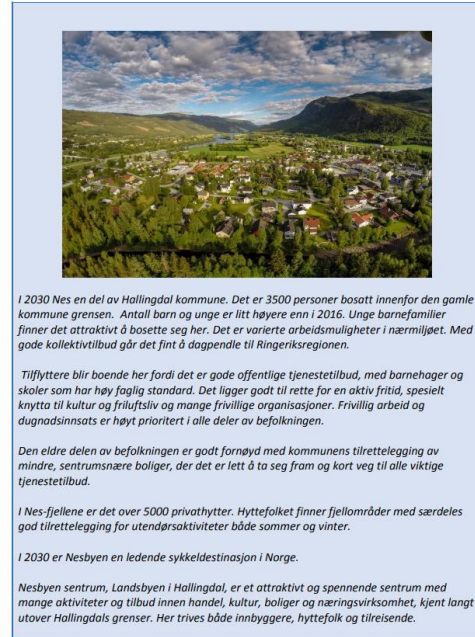 I 2030 Nes en del av Hallingdal kommune. Det er 3500 personer bosatt innenfor den gamle
kommune grensen. Antall barn og unge er litt høyere enn i 2016. Unge barnefamilier
finner det attraktivt å bosette seg her. Det er varierte arbeidsmuligheter i nærmiljøet. Med
gode kollektivtilbud går det fint å dagpendle til Ringeriksregionen.
Tilflyttere blir boende her fordi det er gode offentlige tjenestetilbud, med barnehager og
skoler som har høy faglig standard. Det ligger godt til rette for en aktiv fritid, spesielt
knytta til kultur og friluftsliv og mange frivillige organisasjoner. Frivillig arbeid og
dugnadsinnsats er høyt prioritert i alle deler av befolkningen.
Den eldre delen av befolkningen er godt fornøyd med kommunens tilrettelegging av
mindre, sentrumsnære boliger, der det er lett å ta seg fram og kort veg til alle viktige
tjenestetilbud.
I Nes-fjellene er det over 5000 privathytter. Hyttefolket finner fjellområder med særdeles
god tilrettelegging for utendørsaktiviteter både sommer og vinter.
I 2030 er Nesbyen en ledende sykkeldestinasjon i Norge.
Nesbyen sentrum, Landsbyen i Hallingdal, er et attraktivt og spennende sentrum med
mange aktiviteter og tilbud innen handel, kultur, boliger og næringsvirksomhet, kjent langt
utover Hallingdals grenser. Her trives både innbyggere, hyttefolk og tilreisende.